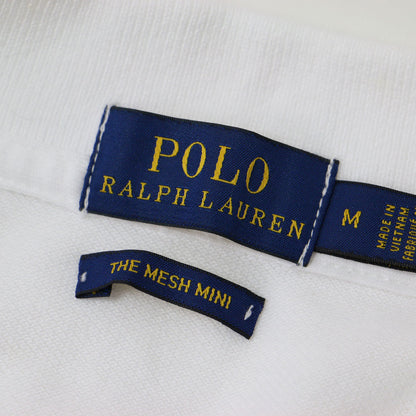 POLO
RALPH LAUREN
M
MADE IN
VIETNAM
THE MESH MINI